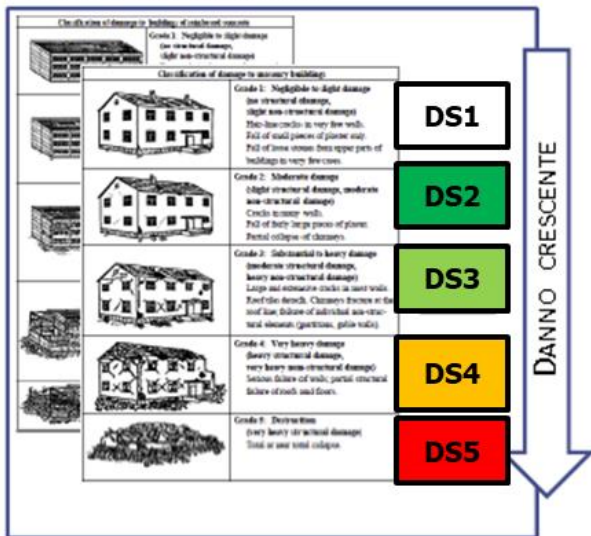 Classification of damage to buildings of reinforced concrete
Grade 1: Negligible to slight damage
(no structural damage,
slight non-structural damage)
Classification of damage to masonry buildings
Grade 1: Negligible to slight damage
(no structural damage,
slight non-structural damage)
Hair-line cracks in very few walls.
Fall of small pieces of plaster only.
Fall of loose stones from upper parts of
buildings in very few cases.
DS1
Grade 2: Moderate damage
(slight structural damage, moderate
non-structural damage)
Cracks in many walls.
Fall of fairly large pieces of plaster.
Partial collapse of chimneys.
DS2
Grade 3: Substantial to heavy damage
(moderate structural damage,
heavy non-structural damage)
Large and extensive cracks in most walls.
Roof tiles detach. Chimneys fracture at the
roof line; failure of individual non-struc-
tural elements (partitions, gable walls).
DS3
Grade 4: Very heavy damage
(heavy structural damage,
very heavy non-structural damage)
Serious failure of walls; partial structural
failure of roofs and floors.
DS4
Grade 5: Destruction
(very heavy structural damage)
Total or near total collapse.
DS5
DANNO CRESCENTE